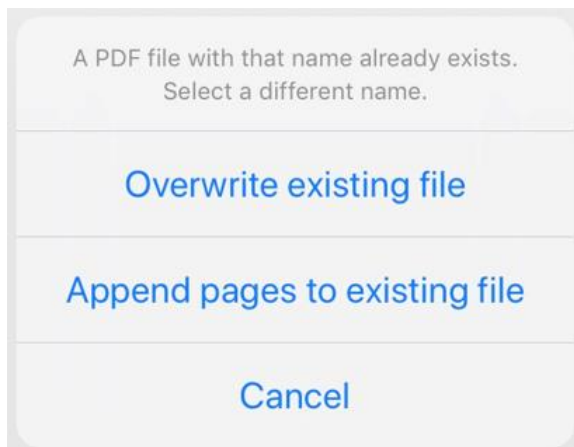 A PDF file with that name already exists.
Select a different name.
Overwrite existing file
Append pages to existing file
Cancel